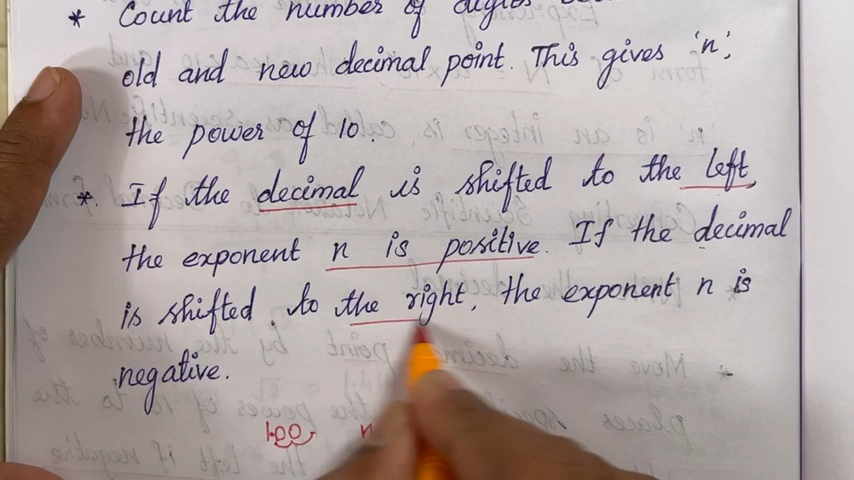 * Count the number of digits
old and new decimal point. This gives 'n',
the power of 10.
*. If the decimal is shifted to the left,
the exponent n is positive. If the decimal
is shifted to the right, the exponent n is
negative.
100